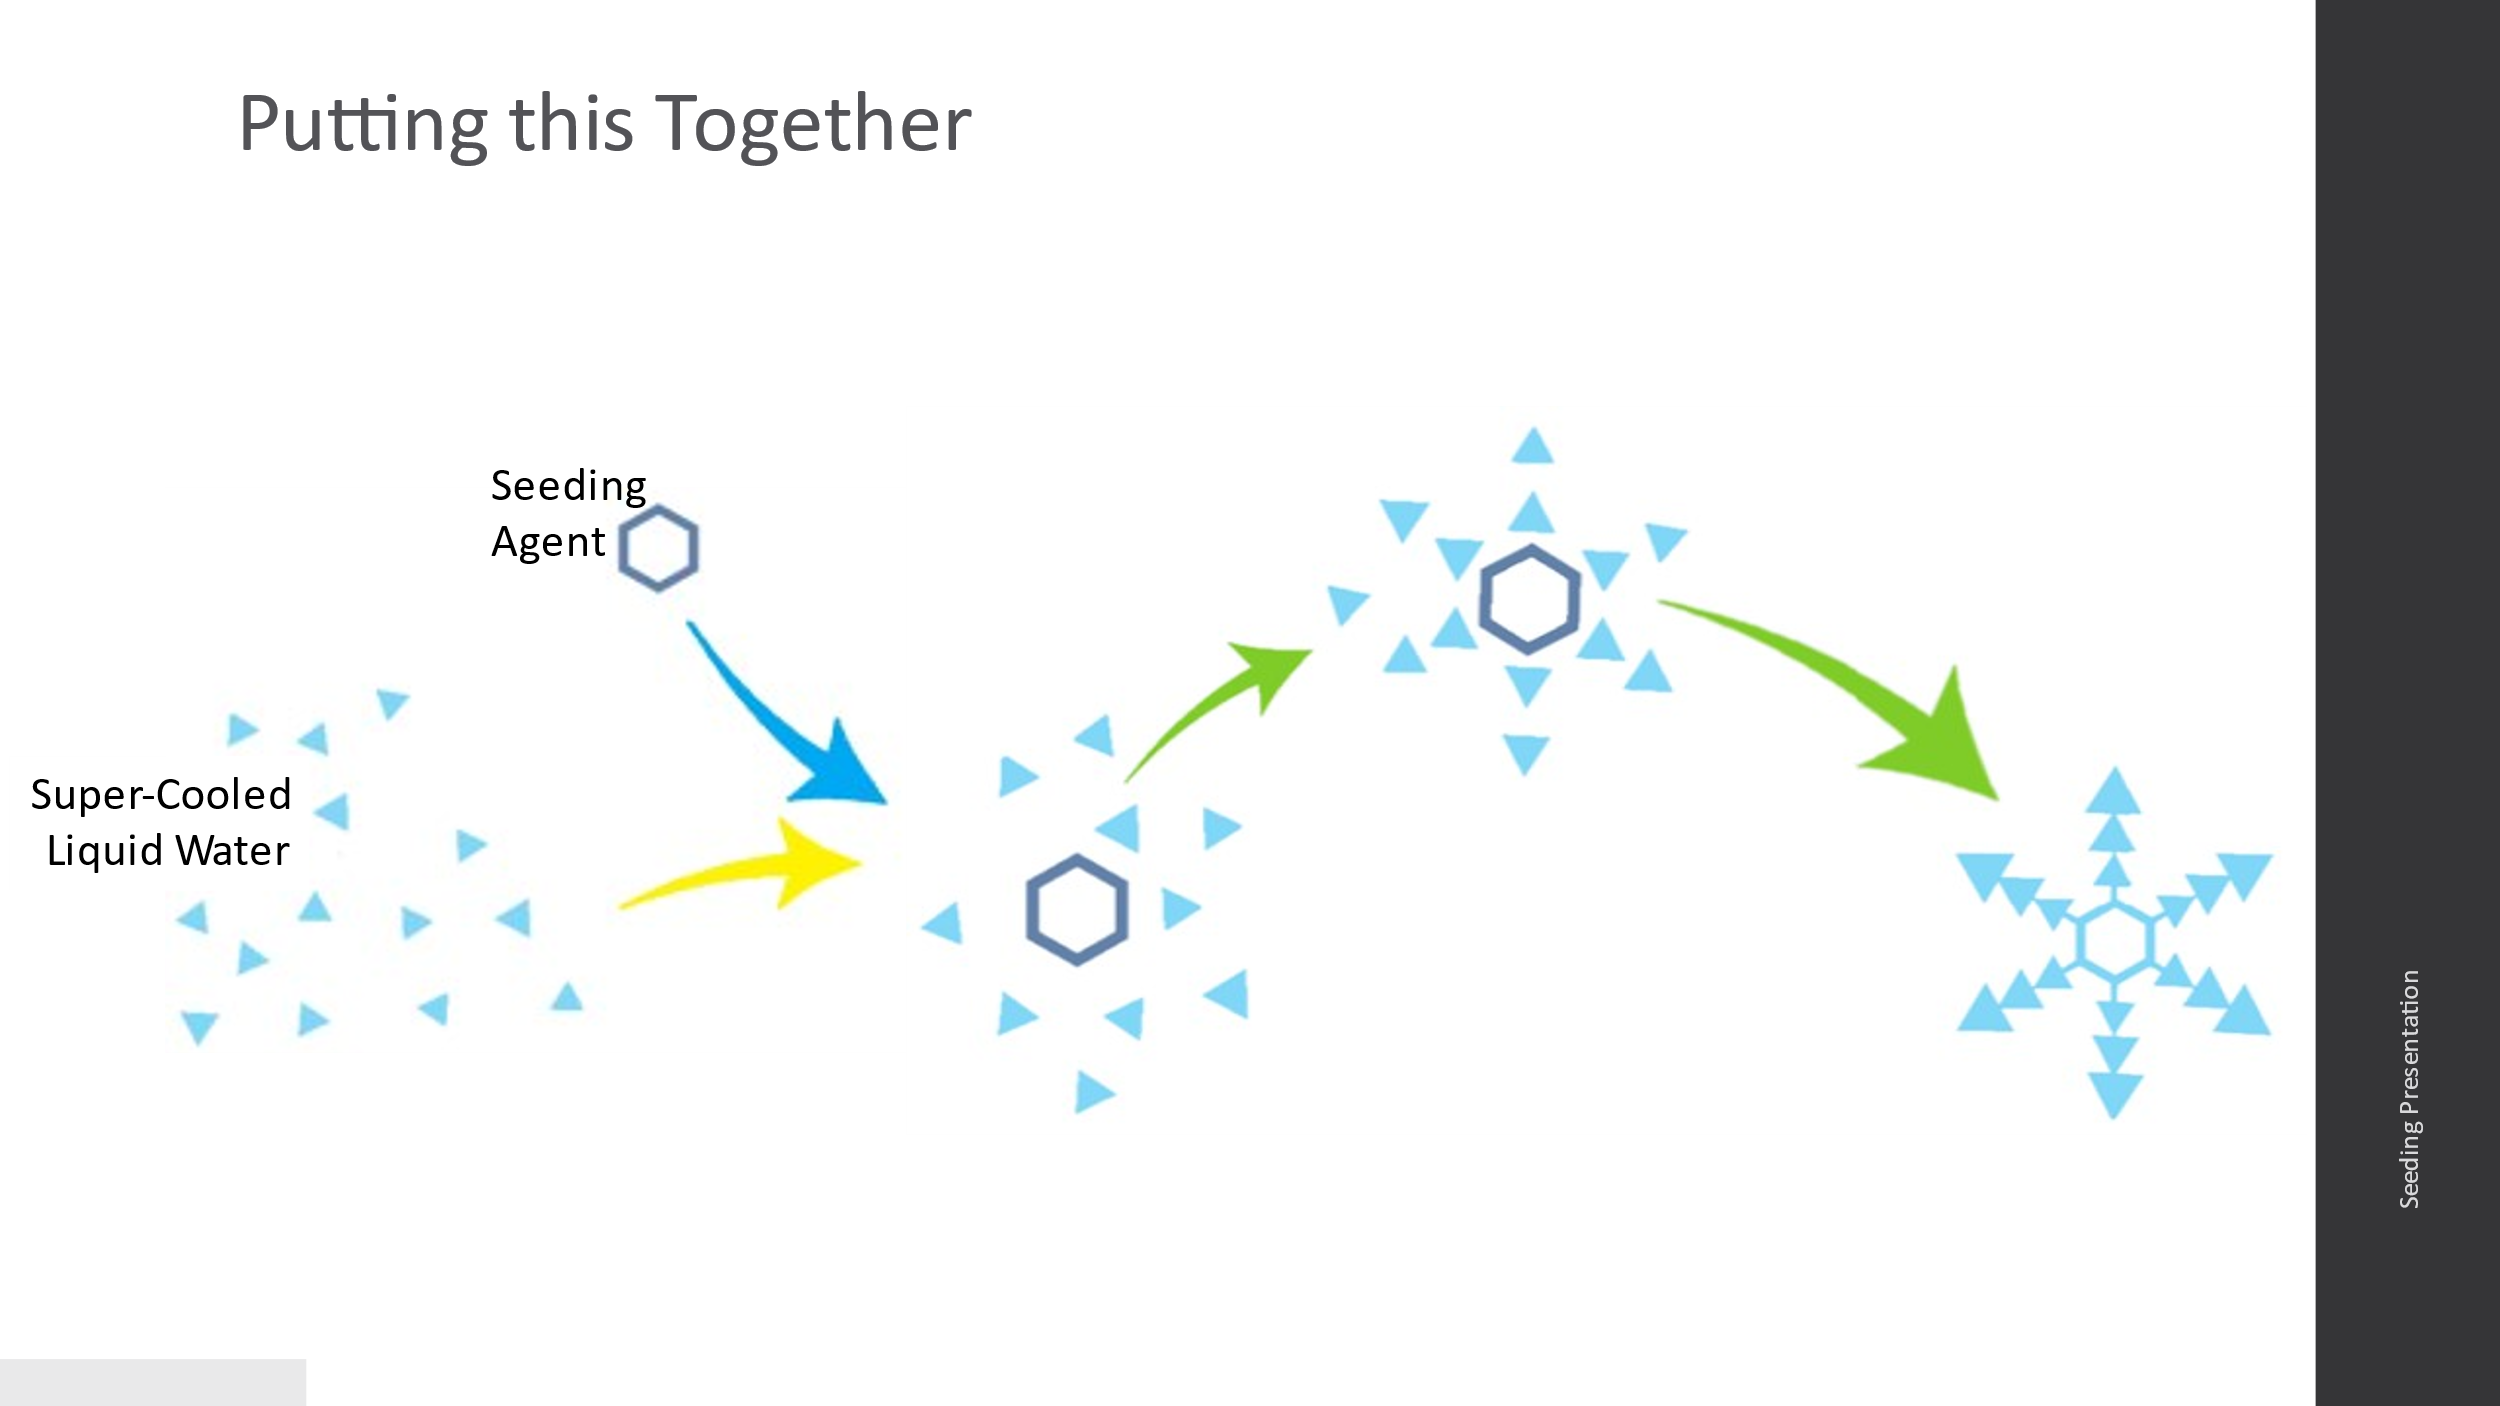 Putting this Together
Seeding
Agent
Super-Cooled
Liquid Water
Seeding Presentation